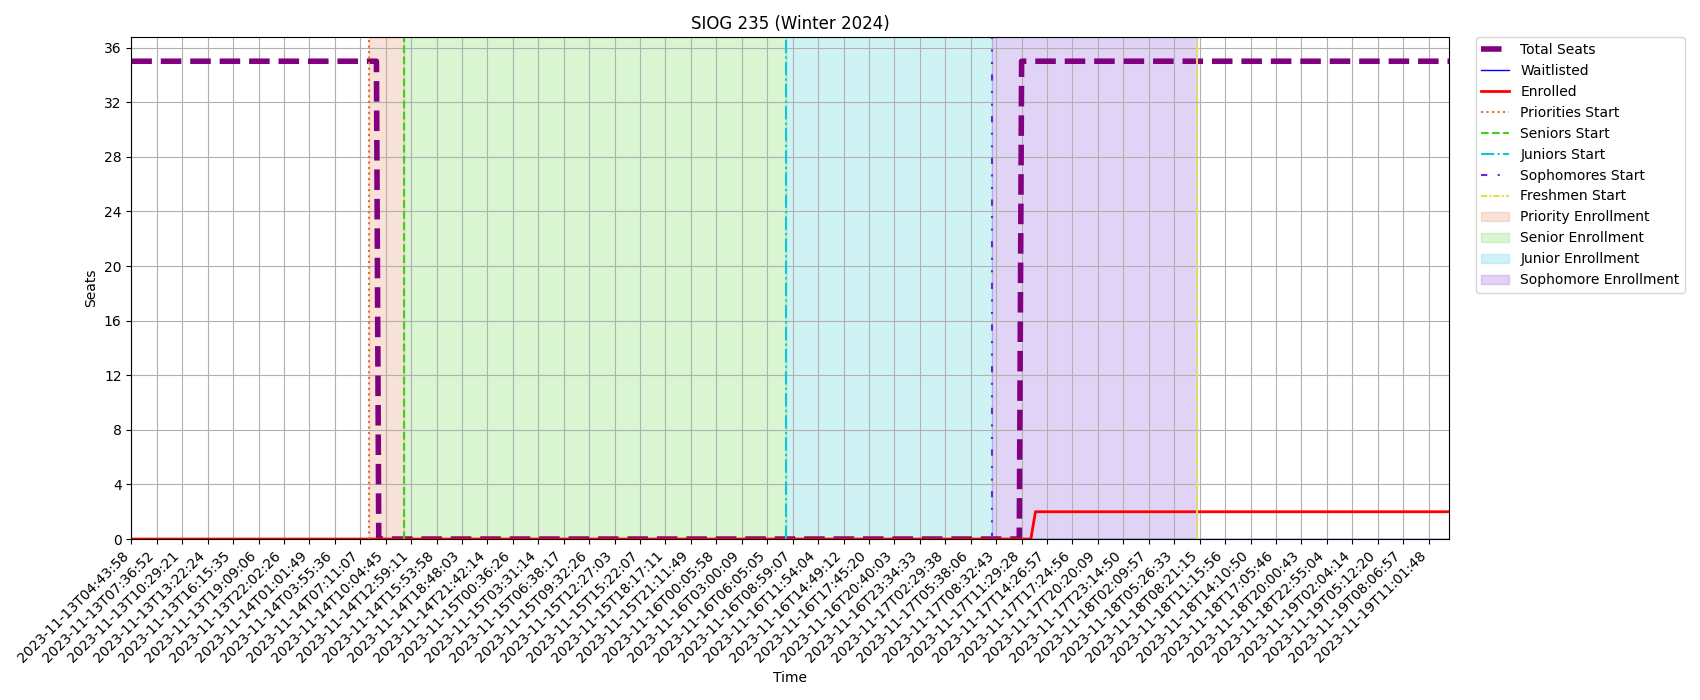 SIOG 235 (Winter 2024)
Seats
36
32
28
24
20
16
12
8
4
0
2023-11-13T04:43:58
2023-11-13T07:36:52
2023-11-13T10:29:21
2023-11-13T13:22:24
2023-11-13T16:15:35
2023-11-13T19:09:06
2023-11-13T22:02:26
2023-11-14T01:01:49
2023-11-14T03:55:36
2023-11-14T07:11:07
2023-11-14T10:04:45
2023-11-14T12:59:11
2023-11-14T15:53:58
2023-11-14T18:48:03
2023-11-14T21:42:14
2023-11-15T00:36:26
2023-11-15T03:31:14
2023-11-15T06:38:17
2023-11-15T09:32:26
2023-11-15T12:27:03
2023-11-15T15:22:07
2023-11-15T18:17:11
2023-11-15T21:11:49
2023-11-16T00:05:58
2023-11-16T03:00:09
2023-11-16T06:05:05
2023-11-16T08:59:07
2023-11-16T11:54:04
2023-11-16T14:49:12
2023-11-16T17:45:20
2023-11-16T20:40:03
2023-11-16T23:34:33
2023-11-17T02:29:38
2023-11-17T05:38:06
2023-11-17T08:32:43
2023-11-17T11:29:28
2023-11-17T14:26:57
2023-11-17T17:24:56
2023-11-17T20:20:09
2023-11-17T23:14:50
2023-11-18T02:09:57
2023-11-18T05:26:33
2023-11-18T08:21:15
2023-11-18T11:15:56
2023-11-18T14:10:50
2023-11-18T17:05:46
2023-11-18T20:00:43
2023-11-18T22:55:04
2023-11-19T02:04:14
2023-11-19T05:12:20
2023-11-19T08:06:57
2023-11-19T11:01:48
Time
Total Seats
Waitlisted
Enrolled
Priorities Start
Seniors Start
Juniors Start
Sophomores Start
Freshmen Start
Priority Enrollment
Senior Enrollment
Junior Enrollment
Sophomore Enrollment